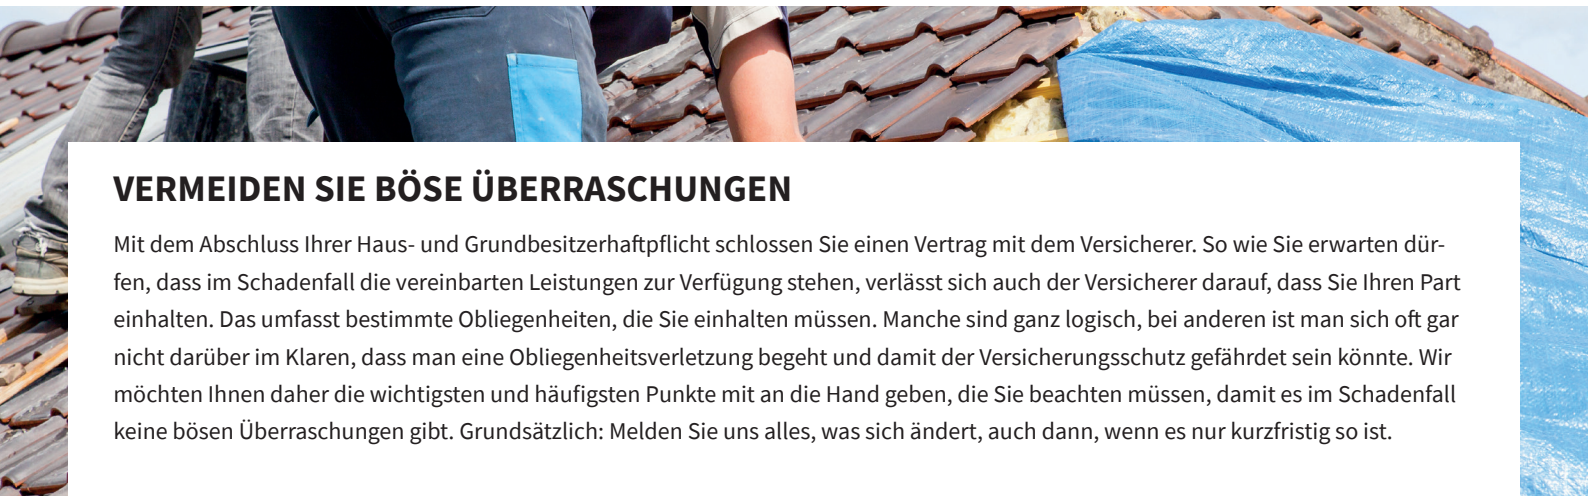 VERMEIDEN SIE BÖSE ÜBERRASCHUNGEN
Mit dem Abschluss Ihrer Haus- und Grundbesitzerhaftpflicht schlossen Sie einen Vertrag mit dem Versicherer. So wie Sie erwarten dür-
fen, dass im Schadenfall die vereinbarten Leistungen zur Verfügung stehen, verlässt sich auch der Versicherer darauf, dass Sie Ihren Part
einhalten. Das umfasst bestimmte Obliegenheiten, die Sie einhalten müssen. Manche sind ganz logisch, bei anderen ist man sich oft gar
nicht darüber im Klaren, dass man eine Obliegenheitsverletzung begeht und damit der Versicherungsschutz gefährdet sein könnte. Wir
möchten Ihnen daher die wichtigsten und häufigsten Punkte mit an die Hand geben, die Sie beachten müssen, damit es im Schadenfall
keine bösen Überraschungen gibt. Grundsätzlich: Melden Sie uns alles, was sich ändert, auch dann, wenn es nur kurzfristig so ist.